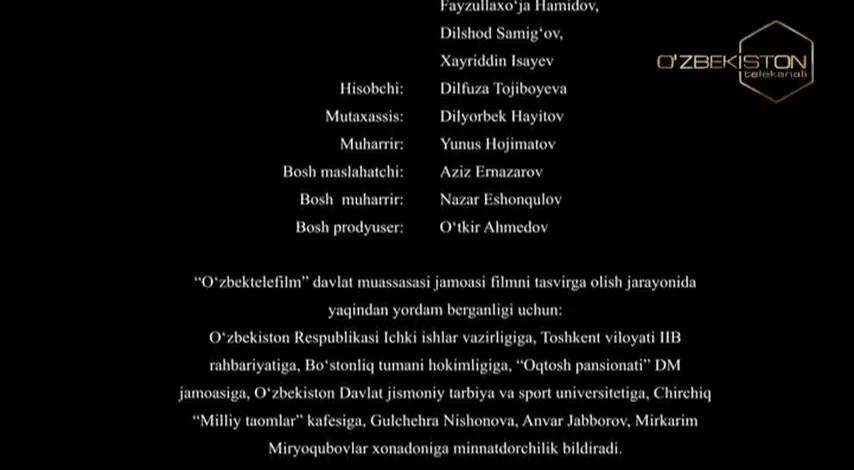 Fayzullaxo‘ja Hamidov,
Dilshod Samig‘ov,
Xayriddin Isayev
O'ZBEKISTON
telekanali
Hisobchi: Dilfuza Tojiboyeva
Mutaxassis: Dilyorbek Hayitov
Muharrir: Yunus Hojimatov
Bosh maslahatchi: Aziz Ernazarov
Bosh muharrir: Nazar Eshonqulov
Bosh prodyuser: O‘tkir Ahmedov
“O‘zbektelefilm” davlat muassasasi jamoasi filmni tasvirga olish jarayonida
yaqindan yordam berganligi uchun:
O‘zbekiston Respublikasi Ichki ishlar vazirligiga, Toshkent viloyati IIB
rahbariyatiga, Bo‘stonliq tumani hokimligiga, “Oqtosh pansionati” DM
jamoasiga, O‘zbekiston Davlat jismoniy tarbiya va sport universitetiga, Chirchiq
“Milliy taomlar” kafesiga, Gulchehra Nishonova, Anvar Jabborov, Mirkarim
Miryoqubovlar xonadoniga minnatdorchilik bildiradi.